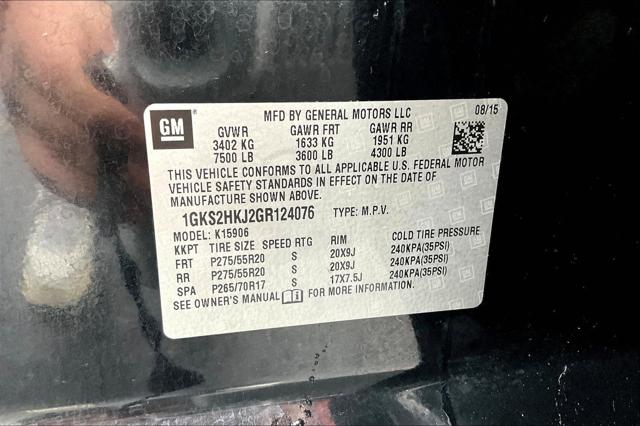 GM
MFD BY GENERAL MOTORS LLC 08/15
GVWR GAWR FRT GAWR RR
3402 KG 1633 KG 1951 KG
7500 LB 3600 LB 4300 LB
THIS VEHICLE CONFORMS TO ALL APPLICABLE U.S. FEDERAL MOTOR
VEHICLE SAFETY STANDARDS IN EFFECT ON THE DATE OF
MANUFACTURE SHOWN ABOVE.
1GKS2HKJ2GR124076 TYPE: M.P.V.
MODEL: K15906
KKPT TIRE SIZE SPEED RTG RIM COLD TIRE PRESSURE
FRT P275/55R20 S 20X9J 240KPA(35PSI)
RR P275/55R20 S 20X9J 240KPA(35PSI)
SPA P265/70R17 S 17X7.5J 240KPA(35PSI)
SEE OWNER'S MANUAL FOR MORE INFORMATION.